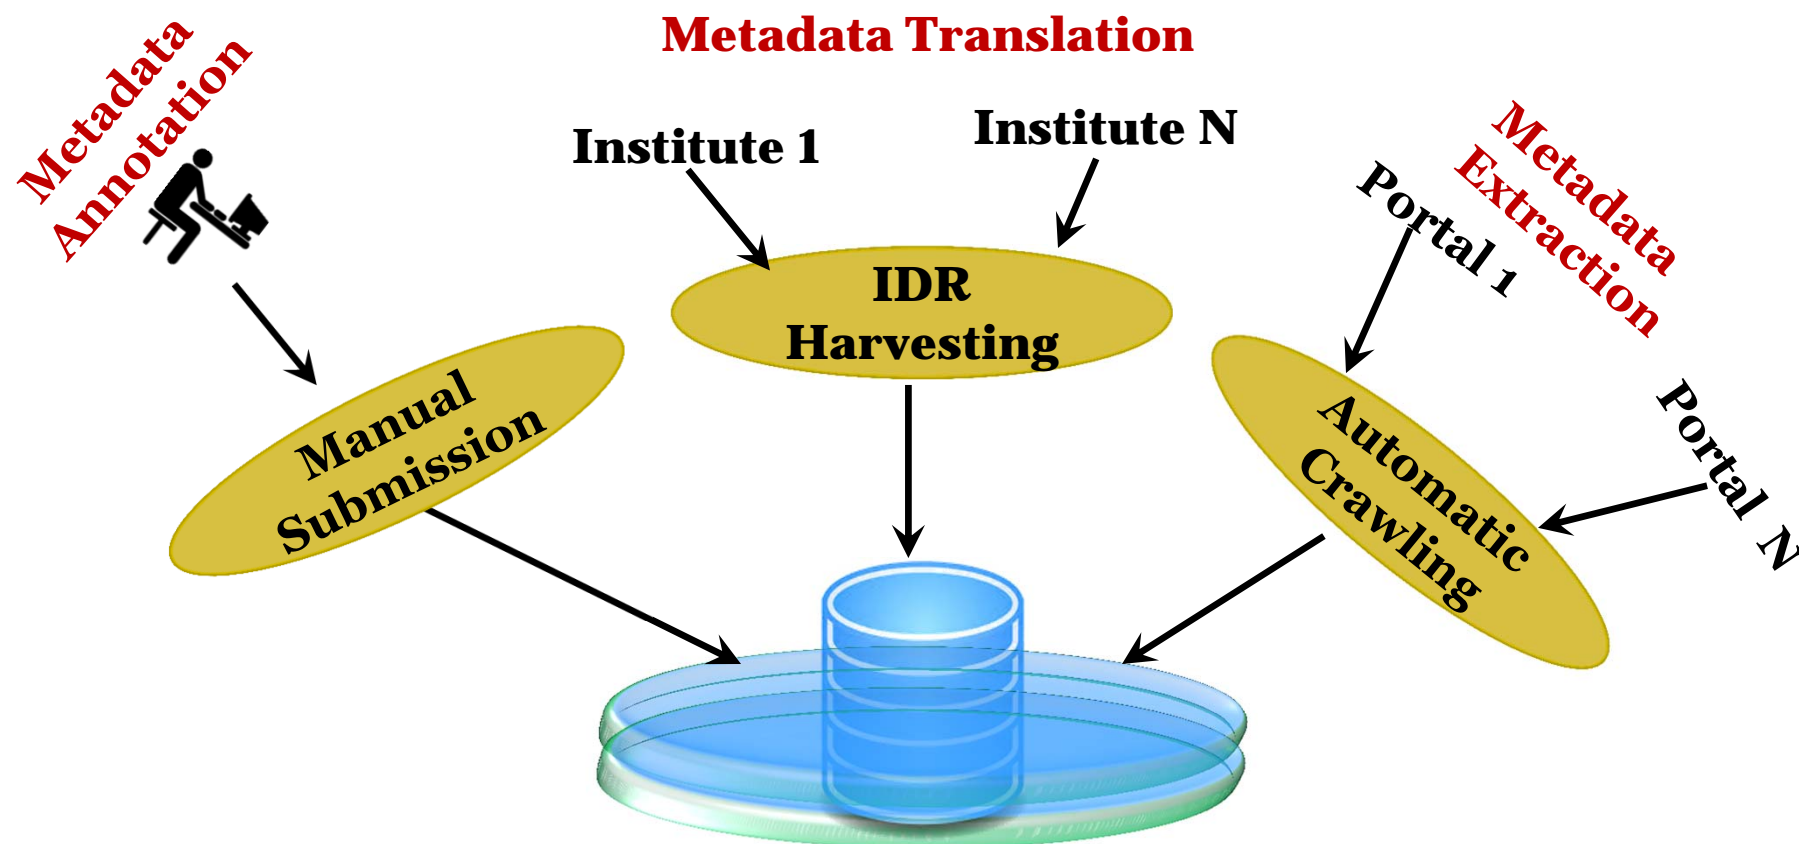 Metadata Translation
Metadata
Annotation
Institute 1
Institute N
Metadata
Extraction
Portal 1
IDR
Harvesting
Manual
Submission
Automatic
Crawling
Portal N